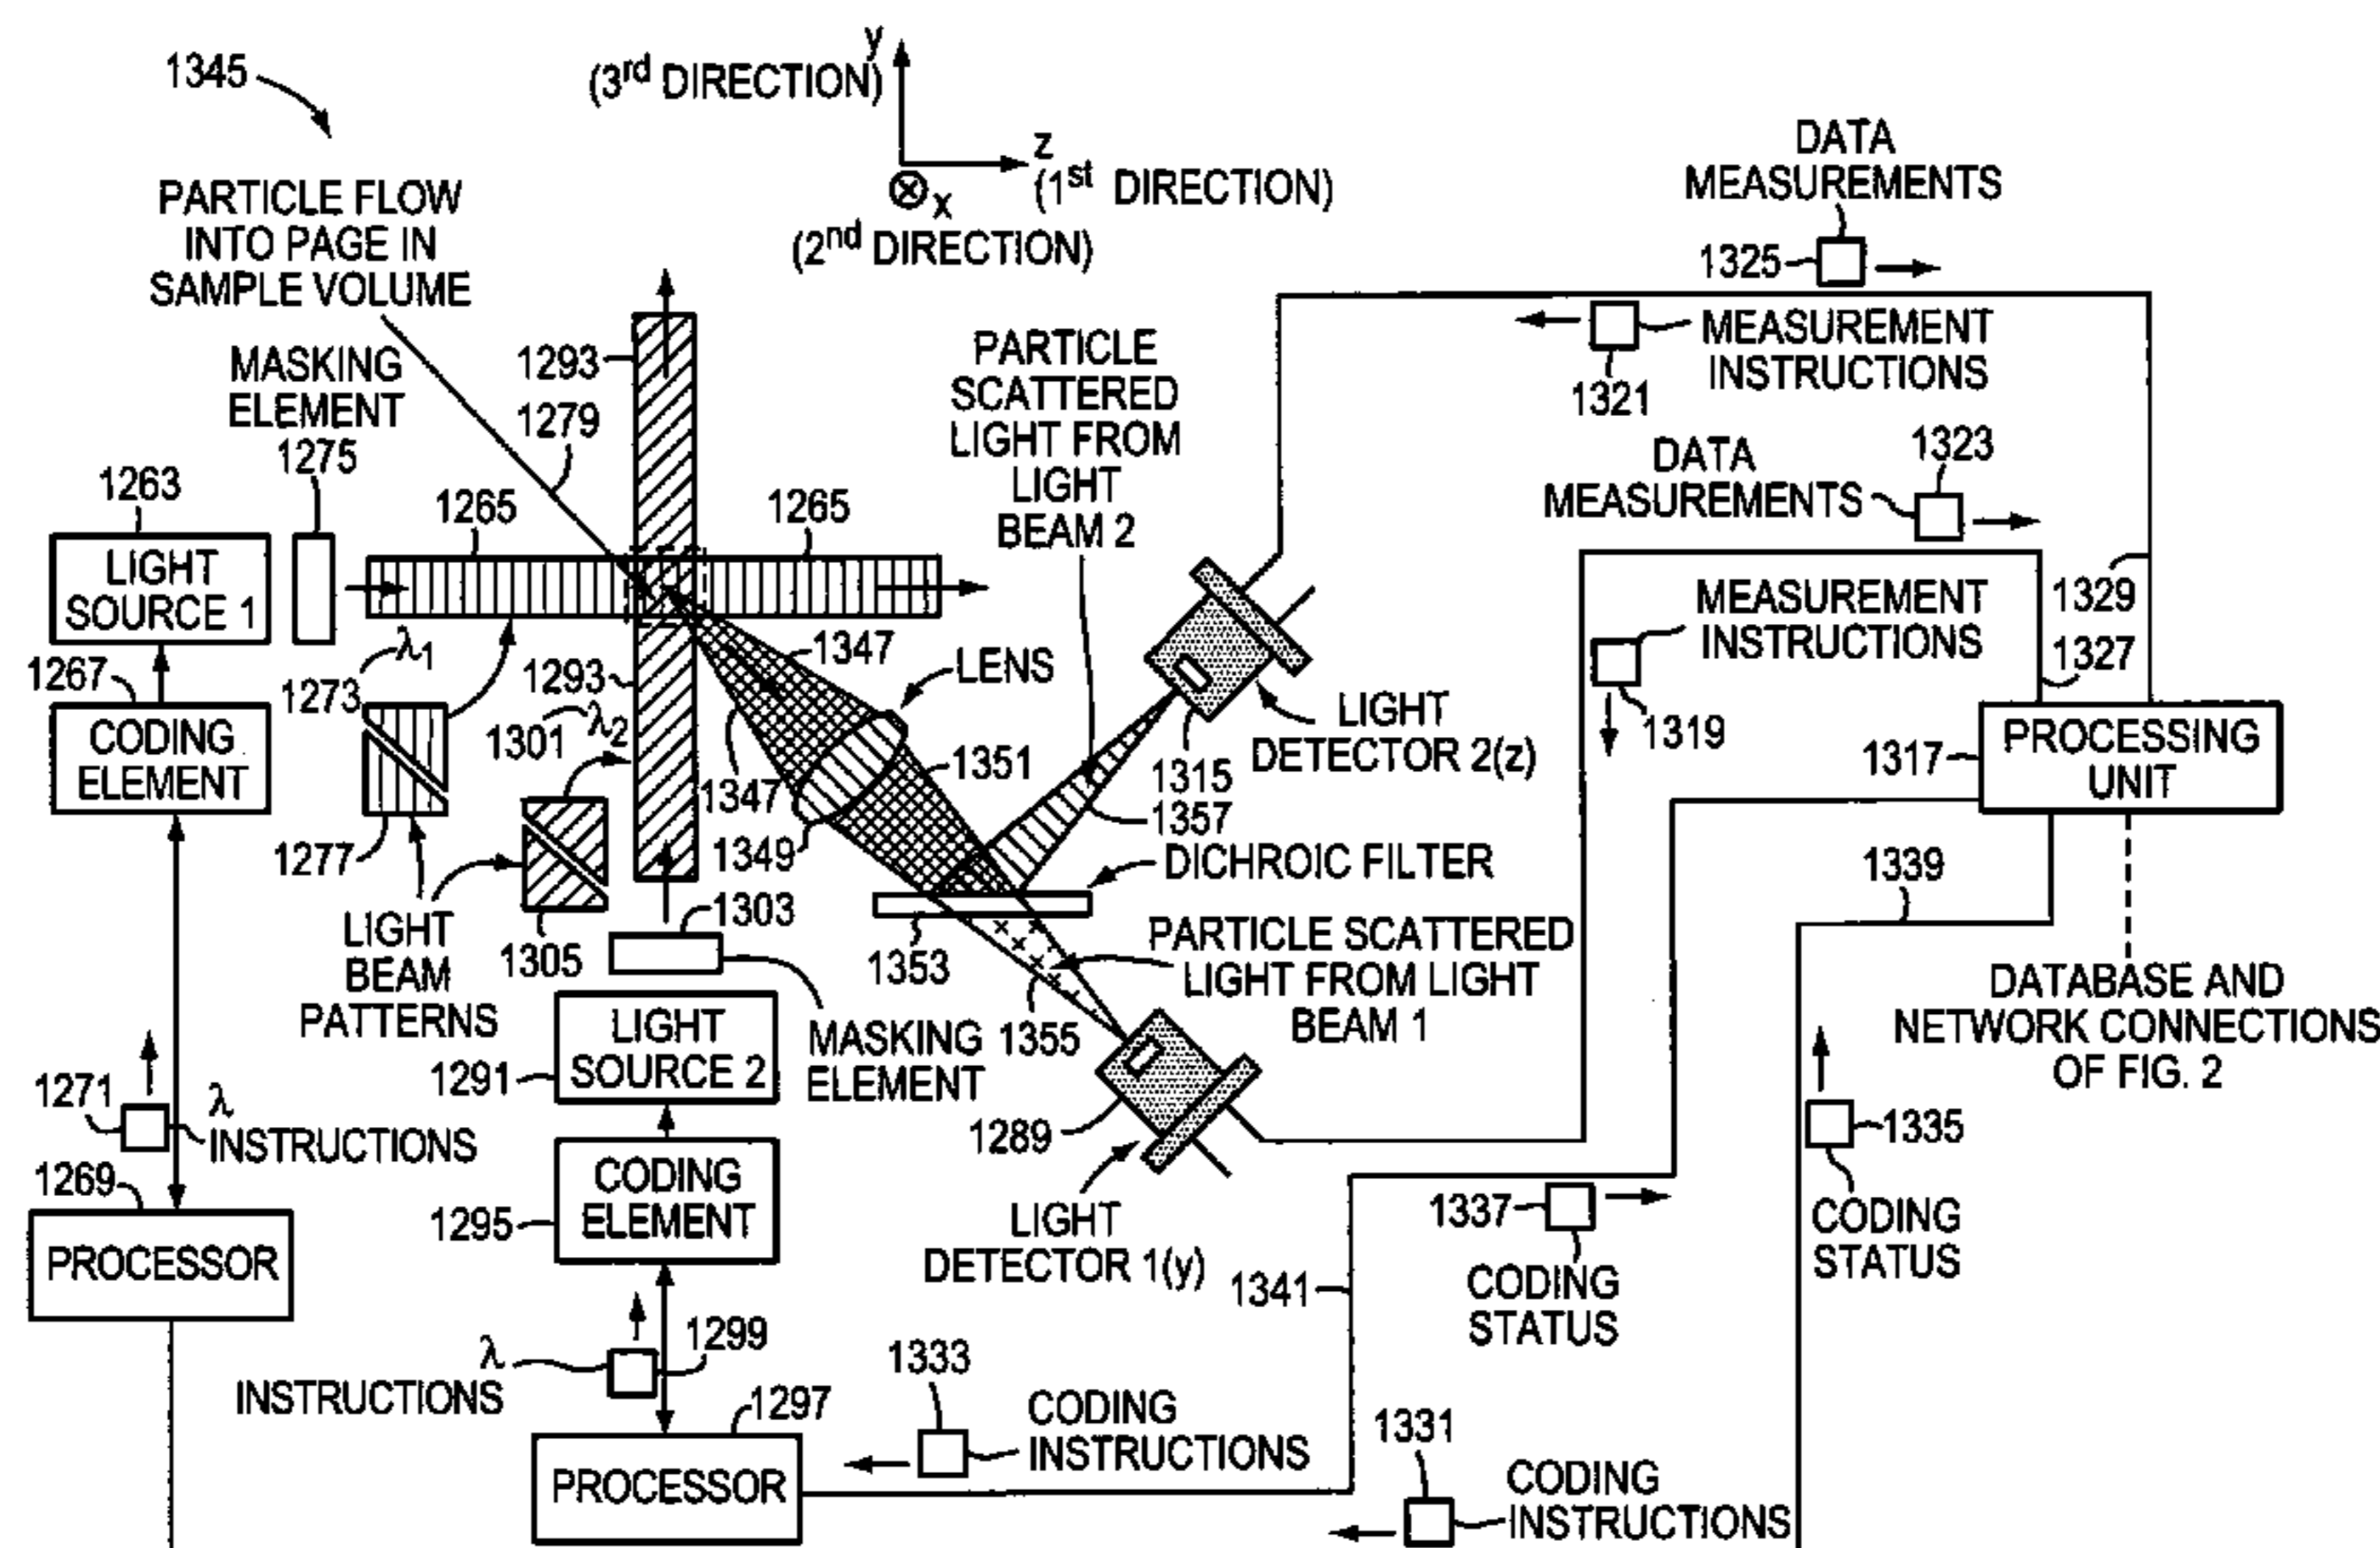 1345
y
(3rd DIRECTION)
z
(1st DIRECTION)
x
(2nd DIRECTION)
PARTICLE FLOW
INTO PAGE IN
SAMPLE VOLUME
DATA
MEASUREMENTS
1325
MEASUREMENT
INSTRUCTIONS
1321
MASKING
ELEMENT
1275
1293
1279
PARTICLE
SCATTERED
LIGHT FROM
LIGHT
BEAM 2
DATA
MEASUREMENTS
1323
1263
LIGHT
SOURCE 1
1265
1265
1329
MEASUREMENT
INSTRUCTIONS
1327
1319
1267
CODING
ELEMENT
1273
λ1
1293
1301
λ2
1347
LENS
1347
1351
1349
1315
LIGHT
DETECTOR 2(z)
1357
DICHROIC FILTER
1317
PROCESSING
UNIT
1339
1277
1305
LIGHT
BEAM
PATTERNS
1303
MASKING
ELEMENT
1353
PARTICLE SCATTERED
LIGHT FROM LIGHT
BEAM 1
1355
DATABASE AND
NETWORK CONNECTIONS
OF FIG. 2
1291
LIGHT
SOURCE 2
1271
λ
INSTRUCTIONS
1289
LIGHT
DETECTOR 1(y)
1335
CODING
STATUS
1269
PROCESSOR
1295
CODING
ELEMENT
1337
CODING
STATUS
1341
λ
INSTRUCTIONS
1299
1297
PROCESSOR
1333
CODING
INSTRUCTIONS
1331
CODING
INSTRUCTIONS